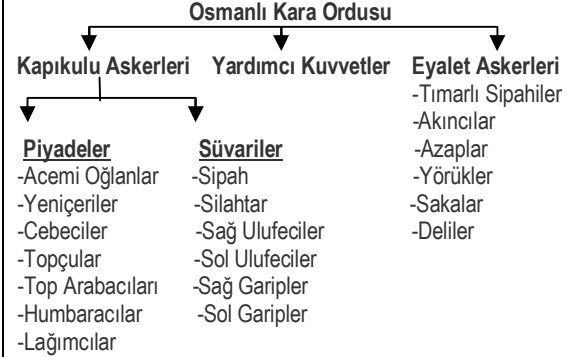 Osmanlı Kara Ordusu
Kapıkulu Askerleri Yardımcı Kuvvetler Eyalet Askerleri
-Tımarlı Sipahiler
-Akıncılar
-Azaplar
-Yörükler
-Sakalar
-Deliler
Piyadeler
-Acemi Oğlanlar
-Yeniçeriler
-Cebeciler
-Topçular
-Top Arabacıları
-Humbaracılar
-Lağımcılar
Süvariler
-Sipah
-Silahtar
-Sağ Ulufeciler
-Sol Ulufeciler
-Sağ Garipler
-Sol Garipler